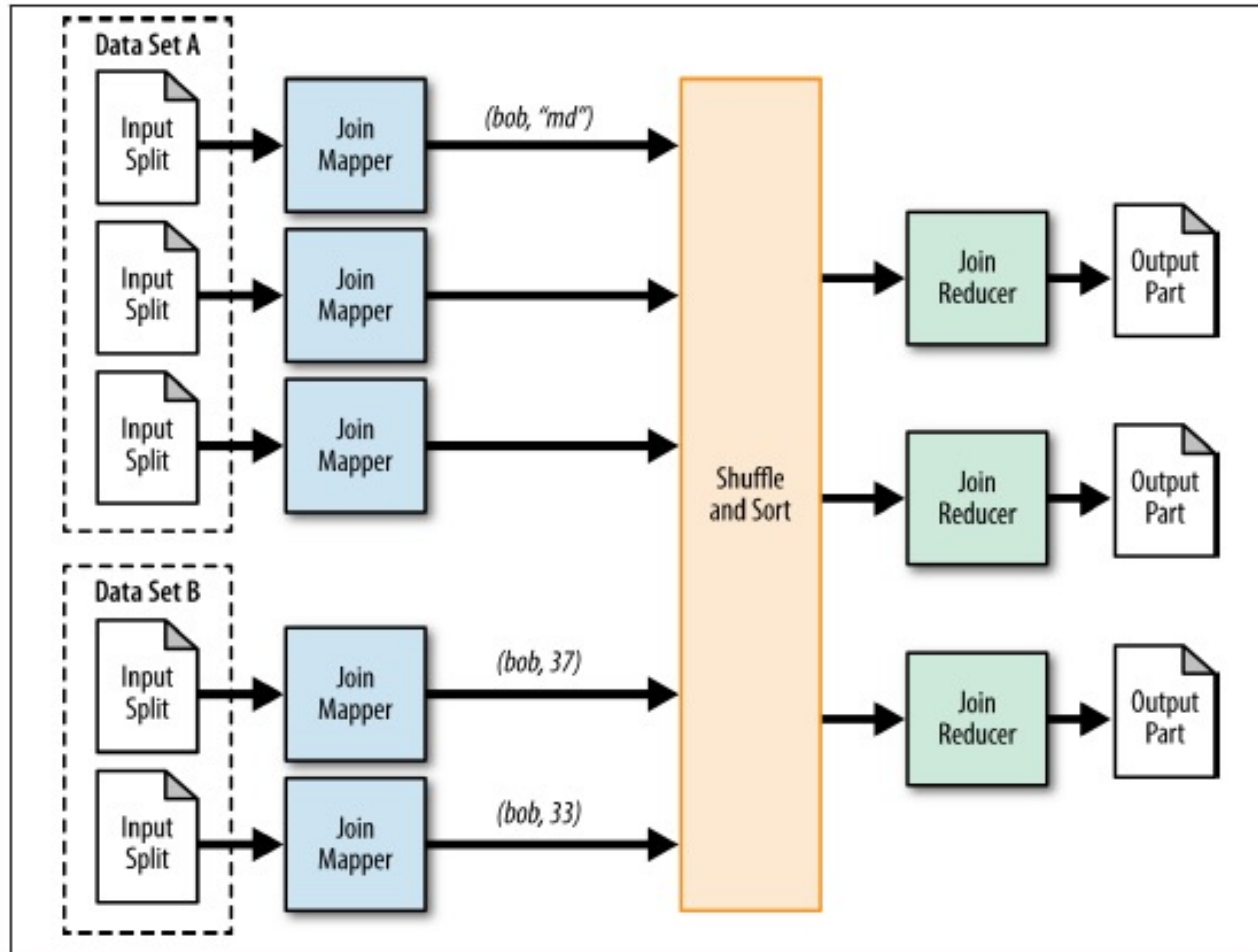 Data Set A
Input
Split
Join
Mapper
(bob, “md“)
Input
Split
Join
Mapper
Input
Split
Join
Mapper
Data Set B
Input
Split
Join
Mapper
(bob, 37)
Input
Split
Join
Mapper
(bob, 33)
Shuffle
and Sort
Join
Reducer
Output
Part
Join
Reducer
Output
Part
Join
Reducer
Output
Part